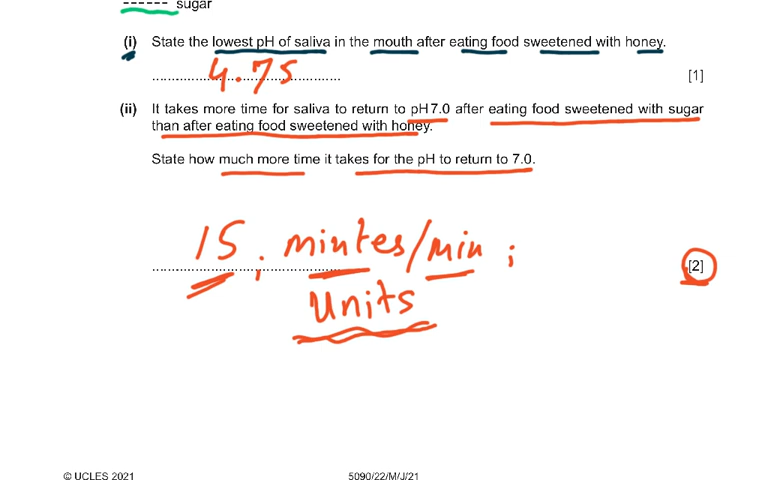 ------ sugar
(i) State the lowest pH of saliva in the mouth after eating food sweetened with honey.
4.75 [1]
(ii) It takes more time for saliva to return to pH 7.0 after eating food sweetened with sugar
than after eating food sweetened with honey.
State how much more time it takes for the pH to return to 7.0.
15 ; mintes/min ; [2]
Units
© UCLES 2021 5090/22/M/J/21